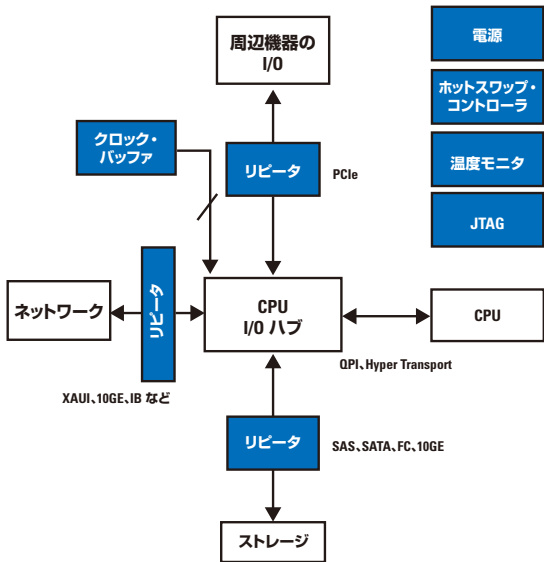 周辺機器の
I/O
電源
ホットスワップ・
コントローラ
クロック・
バッファ
リピータ
PCIe
温度モニタ
JTAG
ネットワーク
リピータ
CPU
I/O ハブ
CPU
QPI、Hyper Transport
XAUI、10GE、IB など
リピータ
SAS、SATA、FC、10GE
ストレージ